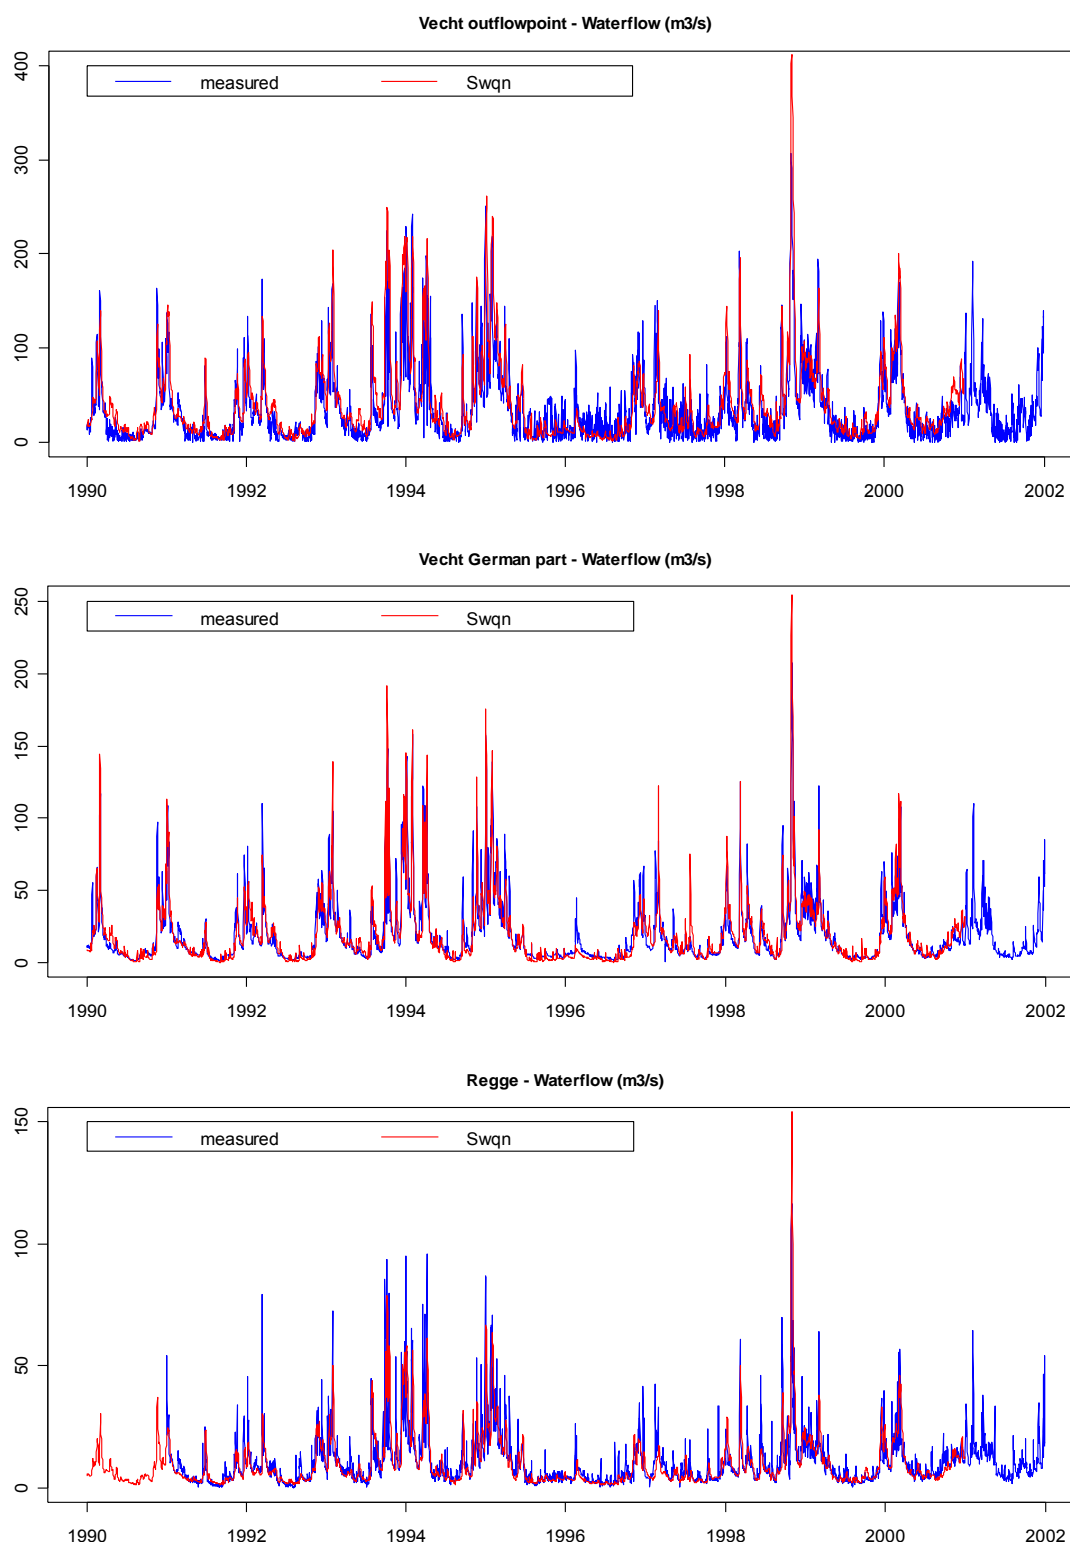 Vecht outflowpoint - Waterflow (m3/s)
400
measured Swqn
300
200
100
0
1990 1992 1994 1996 1998 2000 2002
Vecht German part - Waterflow (m3/s)
250
measured Swqn
200
150
100
50
0
1990 1992 1994 1996 1998 2000 2002
Regge - Waterflow (m3/s)
150
measured Swqn
100
50
0
1990 1992 1994 1996 1998 2000 2002